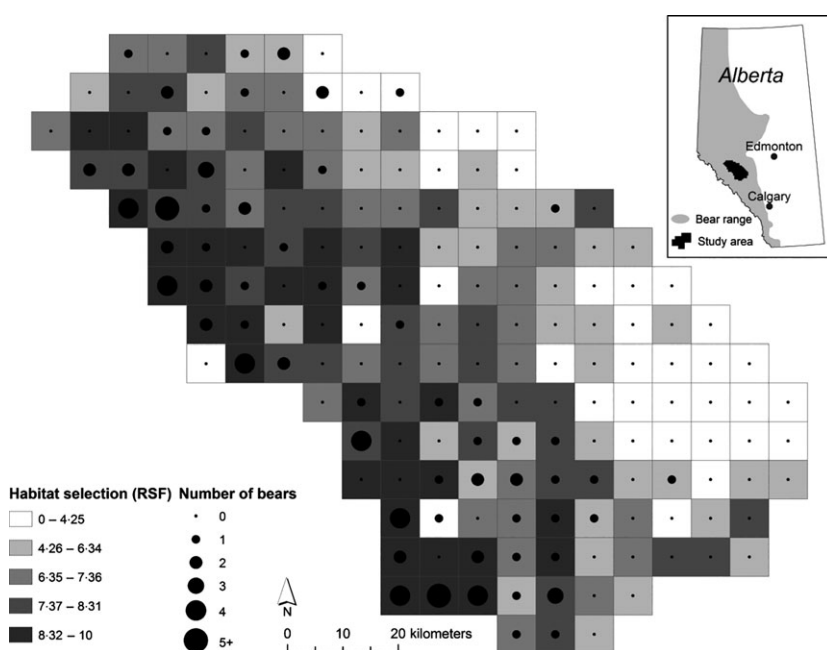 Alberta
Edmonton
Calgary
Bear range
Study area
Habitat selection (RSF)
0 – 4·25
4·26 – 6·34
6·35 – 7·36
7·37 – 8·31
8·32 – 10
Number of bears
0
1
2
3
4
5+
N
0 10 20 kilometers